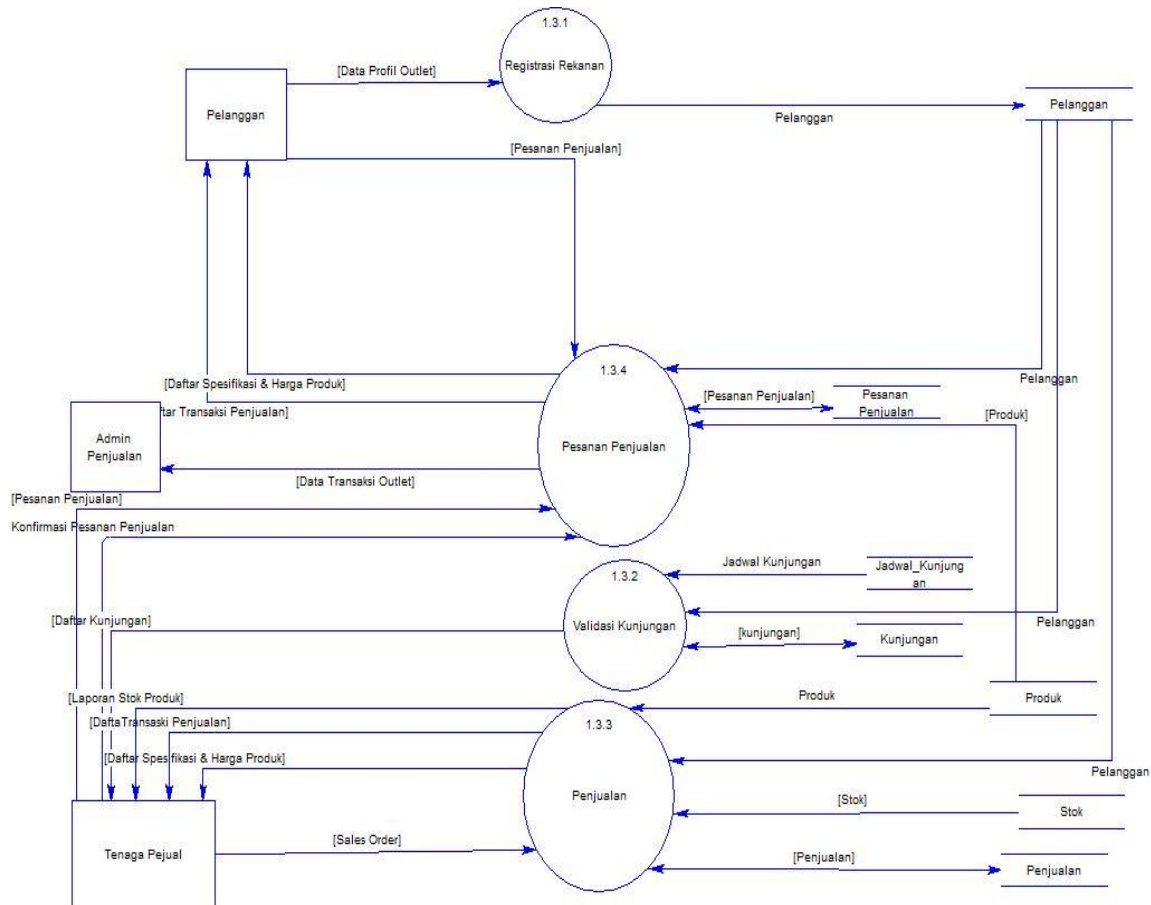 1.3.1
Registrasi Rekanan
[Data Profil Outlet]
Pelanggan
Pelanggan
Pelanggan
[Pesanan Penjualan]
1.3.4
Pesanan Penjualan
Pelanggan
[Daftar Spesifikasi & Harga Produk]
[Pesanan Penjualan]
Pesanan
Penjualan
ftar Transaksi Penjualan]
[Produk]
Admin
Penjualan
[Data Transaksi Outlet]
[Pesanan Penjualan]
Konfirmasi Pesanan Penjualan
1.3.2
Validasi Kunjungan
Jadwal Kunjungan
Jadwal_Kunjung
an
[Daftar Kunjungan]
Pelanggan
[kunjungan]
Kunjungan
[Laporan Stok Produk]
Produk
Produk
[DaftaTransaski Penjualan]
1.3.3
Penjualan
[Daftar Spesifikasi & Harga Produk]
Pelanggan
[Stok]
Stok
Tenaga Pejual
[Sales Order]
[Penjualan]
Penjualan